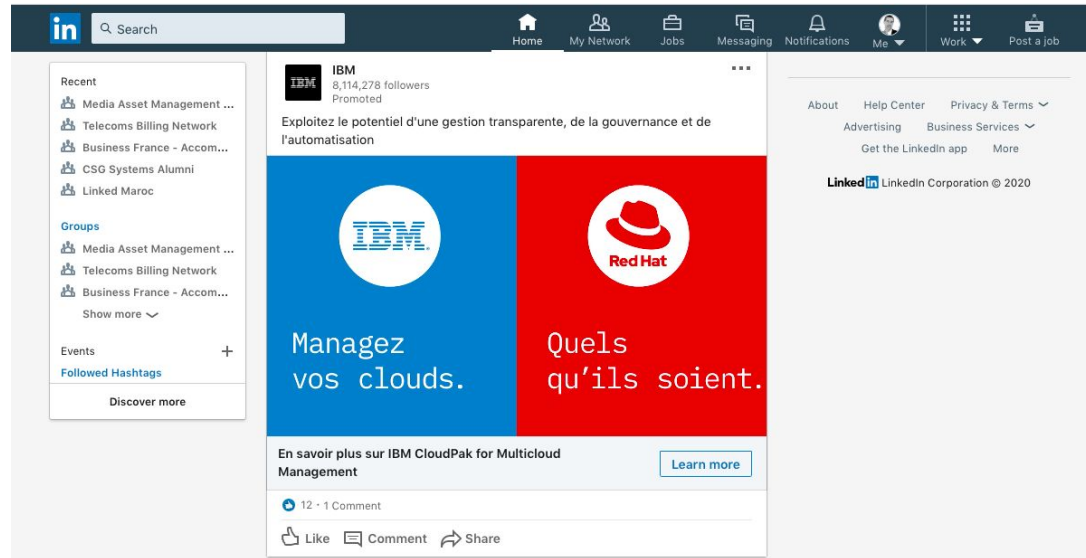 in
Search
Home
My Network
Jobs
Messaging
Notifications
Me
Work
Post a job
Recent
Media Asset Management ...
Telecoms Billing Network
Business France - Accom...
CSG Systems Alumni
Linked Maroc
Groups
Media Asset Management ...
Telecoms Billing Network
Business France - Accom...
Show more
Events +
Followed Hashtags
Discover more
IBM
IBM
8,114,278 followers
Promoted
Exploitez le potentiel d'une gestion transparente, de la gouvernance et de
l'automatisation
IBM.
Managez
vos clouds.
Red Hat
Quels
qu'ils soient.
En savoir plus sur IBM CloudPak for Multicloud
Management
Learn more
12 · 1 Comment
Like Comment Share
About Help Center Privacy & Terms
Advertising Business Services
Get the LinkedIn app More
Linkedin LinkedIn Corporation © 2020